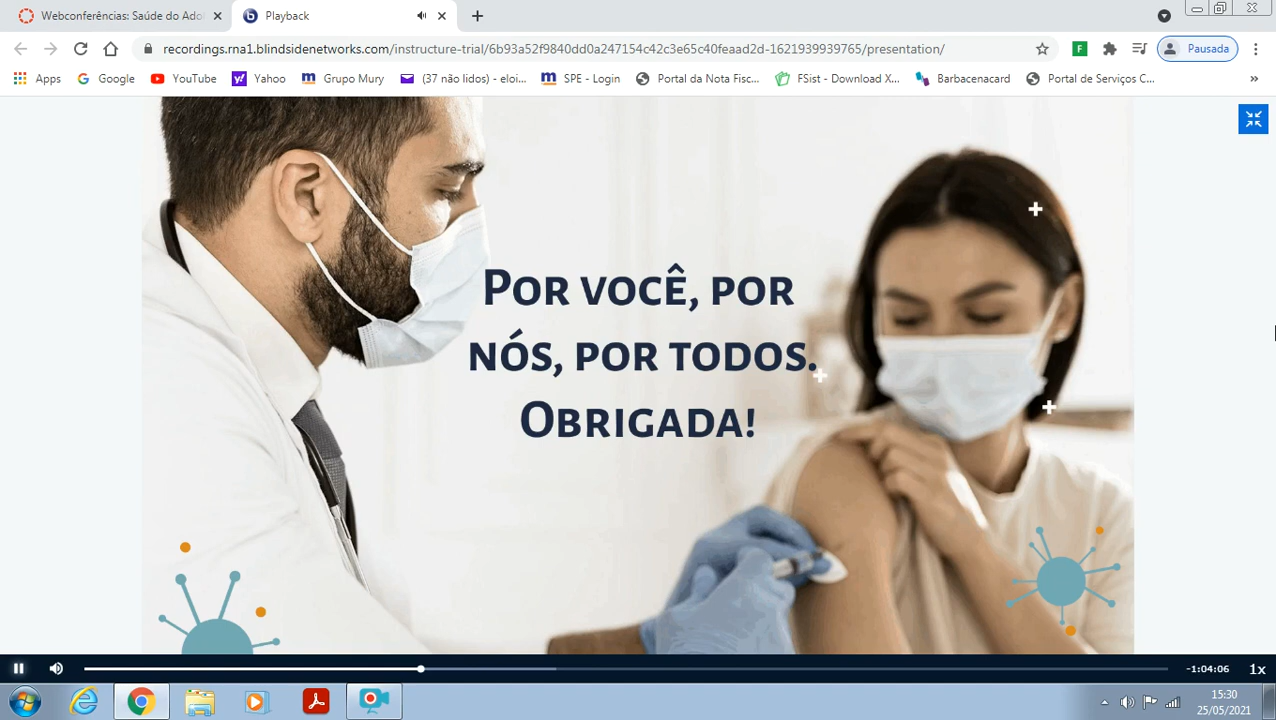 Webconferências: Saúde do Ado
Playback
recordings.rna1.blindsidenetworks.com/instructure-trial/6b93a52f9840dd0a247154c42c3e65c40feaad2d-1621939939765/presentation/
F
Pausada
Apps
Google
YouTube
Yahoo
Grupo Mury
(37 não lidos) - eloi...
SPE - Login
Portal da Nota Fisc...
FSist - Download X...
Barbacenacard
Portal de Serviços C...
»
Por você, por
nós, por todos.
Obrigada!
-1:04:06
1x
15:30
25/05/2021